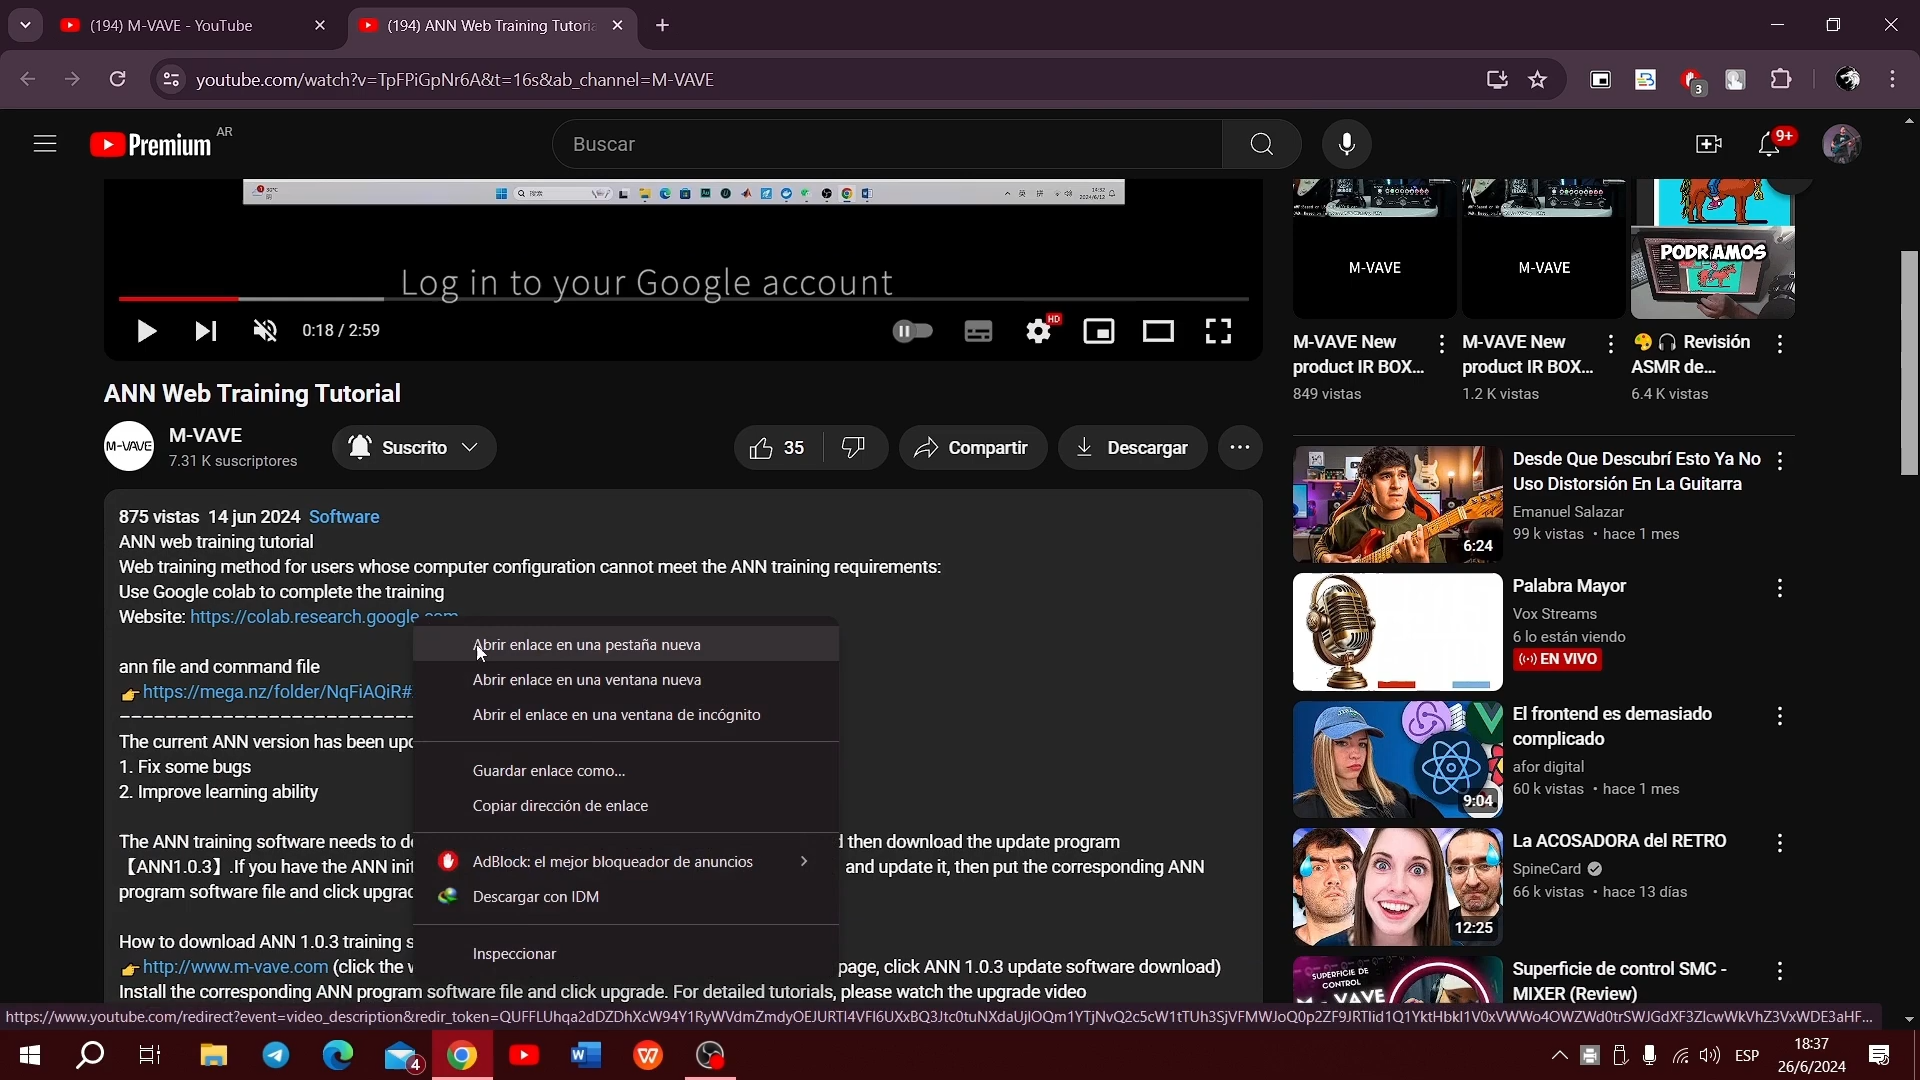 (194) M-VAVE - YouTube
(194) ANN Web Training Tutoria
youtube.com/watch?v=TpFPiGpNr6A&t=16s&ab_channel=M-VAVE
3
Premium AR
Buscar
9+
30°C
搜索
14:32
2024/6/12
Log in to your Google account
0:18 / 2:59
HD
ANN Web Training Tutorial
M-VAVE
M-VAVE
7.31 K suscriptores
Suscrito
35
Compartir
Descargar
875 vistas 14 jun 2024 Software
ANN web training tutorial
Web training method for users whose computer configuration cannot meet the ANN training requirements:
Use Google colab to complete the training
Website: https://colab.research.google.com
ann file and command file
👉https://mega.nz/folder/NqFiAQiR#
The current ANN version has been
1. Fix some bugs
2. Improve learning ability
The ANN training software needs to
then download the update program
【ANN1.0.3】.If you have the ANN
and update it, then put the corresponding ANN
program software file and click
How to download ANN 1.0.3 training
👉http://www.m-vave.com (click the
page, click ANN 1.0.3 update software download)
Install the corresponding ANN program software file and click upgrade. For detailed tutorials, please watch the upgrade video
Abrir enlace en una pestaña nueva
Abrir enlace en una ventana nueva
Abrir el enlace en una ventana de incógnito
Guardar enlace como...
Copiar dirección de enlace
AdBlock: el mejor bloqueador de anuncios
Descargar con IDM
Inspeccionar
M-VAVE
M-VAVE
PODRAMOS
M-VAVE New product IR BOX...
849 vistas
M-VAVE New product IR BOX...
1.2 K vistas
🎨🎧 Revisión ASMR de...
6.4 K vistas
6:24
Desde Que Descubrí Esto Ya No
Uso Distorsión En La Guitarra
Emanuel Salazar
99 k vistas • hace 1 mes
Palabra Mayor
Vox Streams
6 lo están viendo
EN VIVO
9:04
El frontend es demasiado
complicado
afor digital
60 k vistas • hace 1 mes
12:25
La ACOSADORA del RETRO
SpineCard
66 k vistas • hace 13 días
SUPERFICIE DE
CONTROL
M-VAVE
Superficie de control SMC -
MIXER (Review)
4
ESP
18:37
26/6/2024